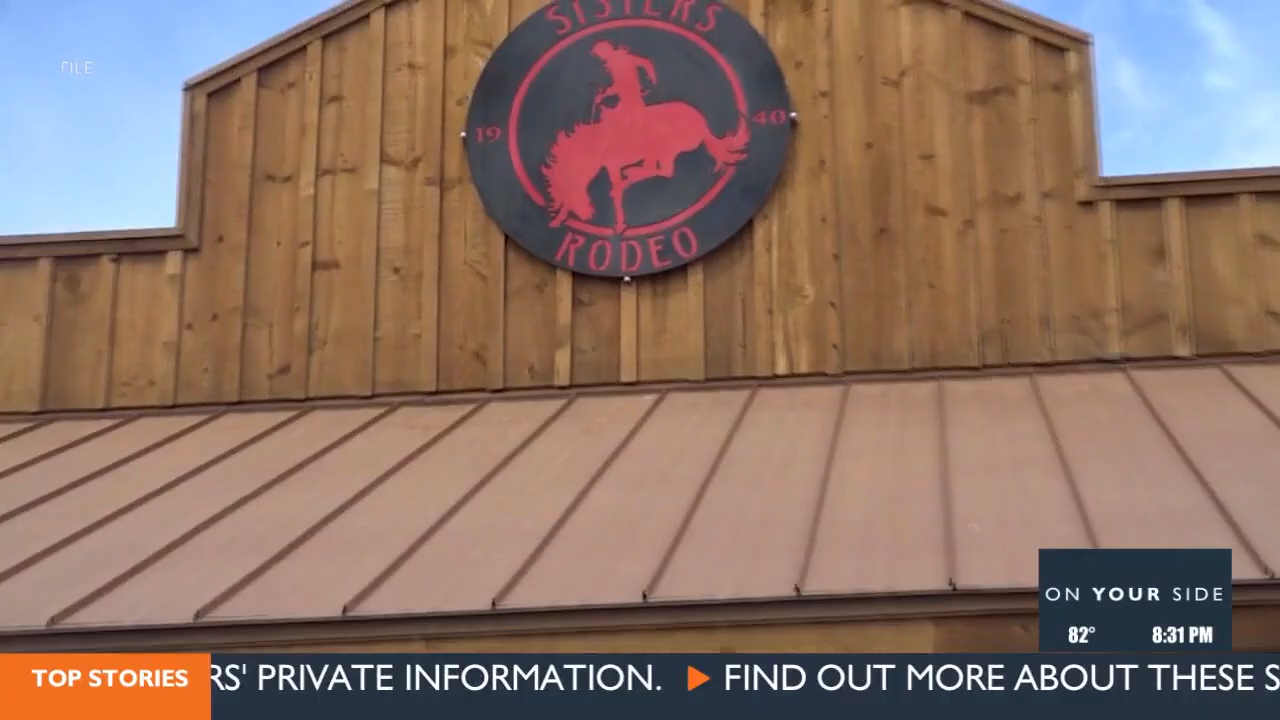 FILE
SISTERS
19 40
RODEO
ON YOUR SIDE
82° 8:31 PM
TOP STORIES RS' PRIVATE INFORMATION. FIND OUT MORE ABOUT THESE S